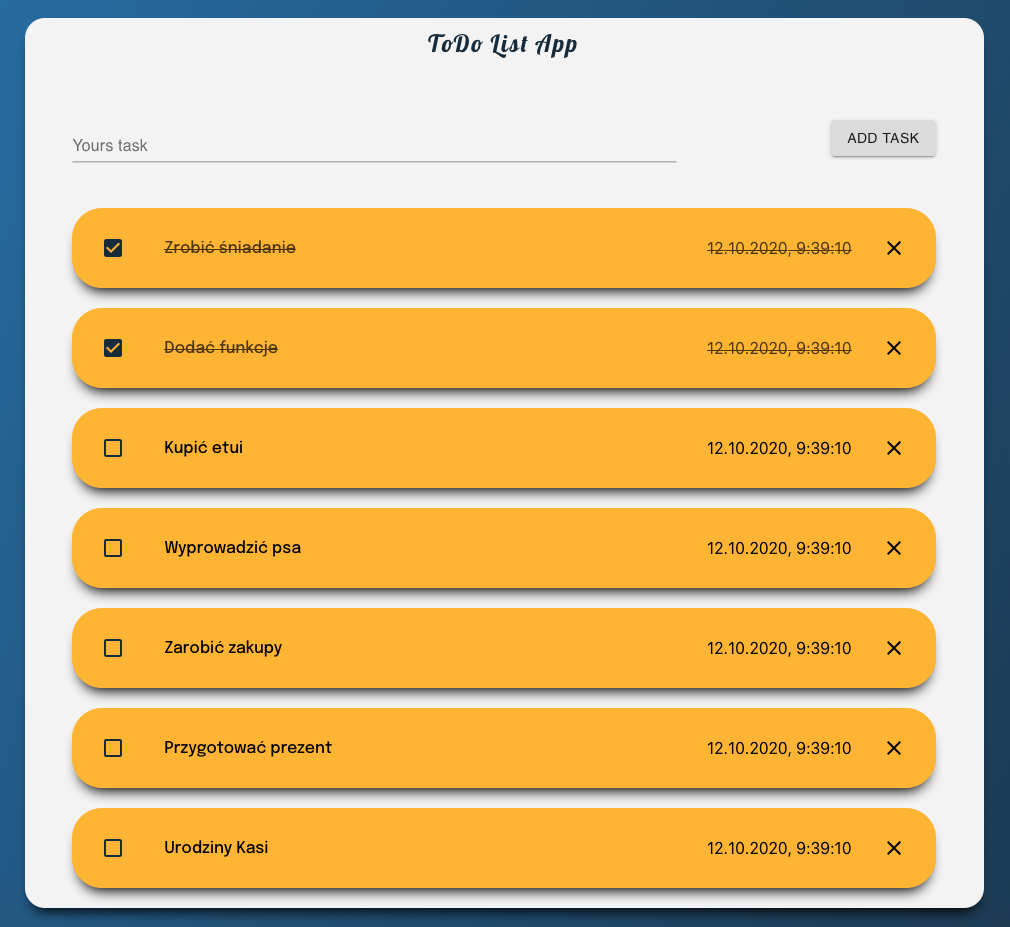 ToDo List App
Yours task
ADD TASK
Zrobić śniadanie 12.10.2020, 9:39:10
Dodać funkcje 12.10.2020, 9:39:10
Kupić etui 12.10.2020, 9:39:10
Wyprowadzić psa 12.10.2020, 9:39:10
Zarobić zakupy 12.10.2020, 9:39:10
Przygotować prezent 12.10.2020, 9:39:10
Urodziny Kasi 12.10.2020, 9:39:10